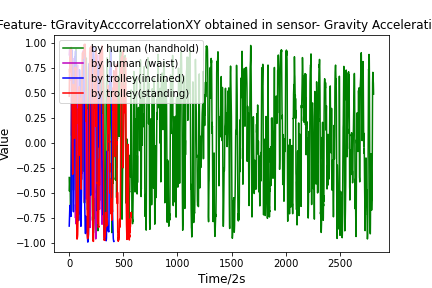 Feature- tGravityAcccorrelationXY obtained in sensor- Gravity Accelerati
1.00
0.75
0.50
0.25
0.00
−0.25
−0.50
−0.75
−1.00
Value
by human (handhold)
by human (waist)
by trolley(inclined)
by trolley(standing)
0
500
1000
1500
2000
2500
Time/2s